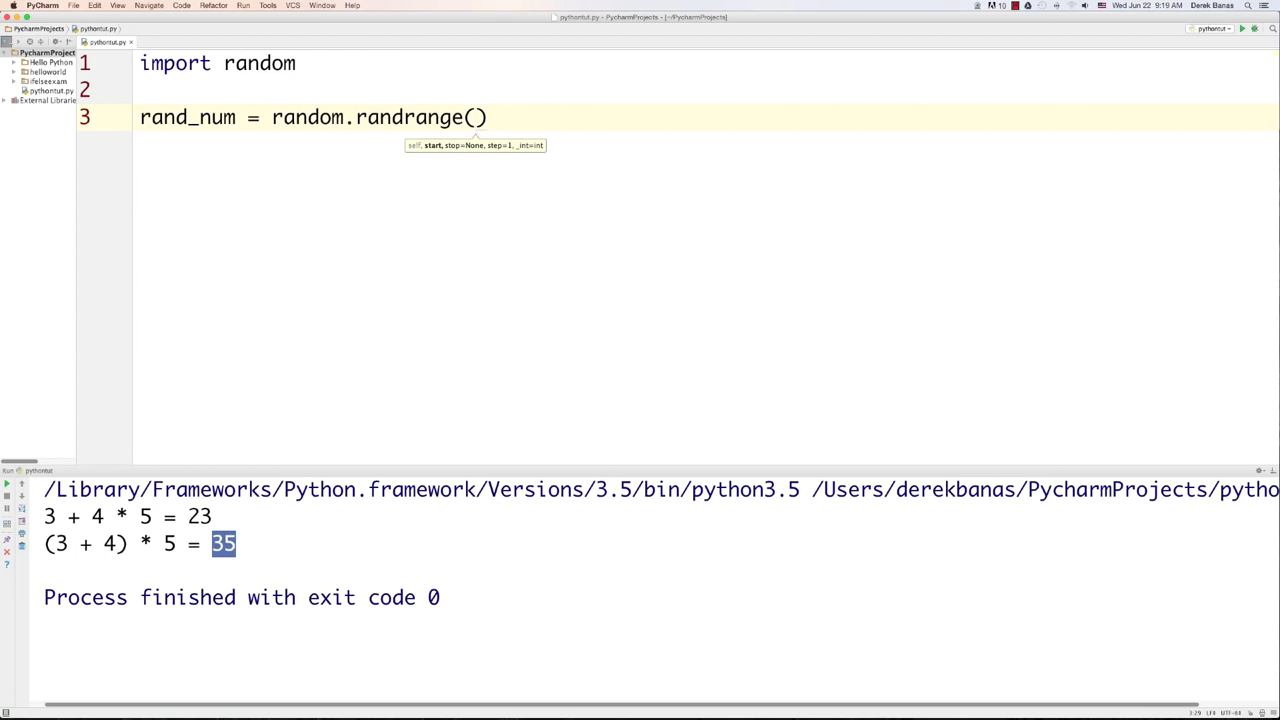 PyCharm File Edit View Navigate Code Refactor Run Tools VCS Window Help 10 Wed Jun 22 9:19 AM Derek Banas
pythontut.py - PycharmProjects - [~/PycharmProjects]
PycharmProjects pythontut.py pythontut
pythontut.py
PycharmProject
Hello Python
helloworld
ifelseexam
pythontut.py
External Librarie
1 import random
2
3 rand_num = random.randrange()
self, start, stop=None, step=1, _int=int
Run pythontut
/Library/Frameworks/Python.framework/Versions/3.5/bin/python3.5 /Users/derekbanas/PycharmProjects/pytho
3 + 4 * 5 = 23
(3 + 4) * 5 = 35
Process finished with exit code 0
3:29 LF‡ UTF-8‡